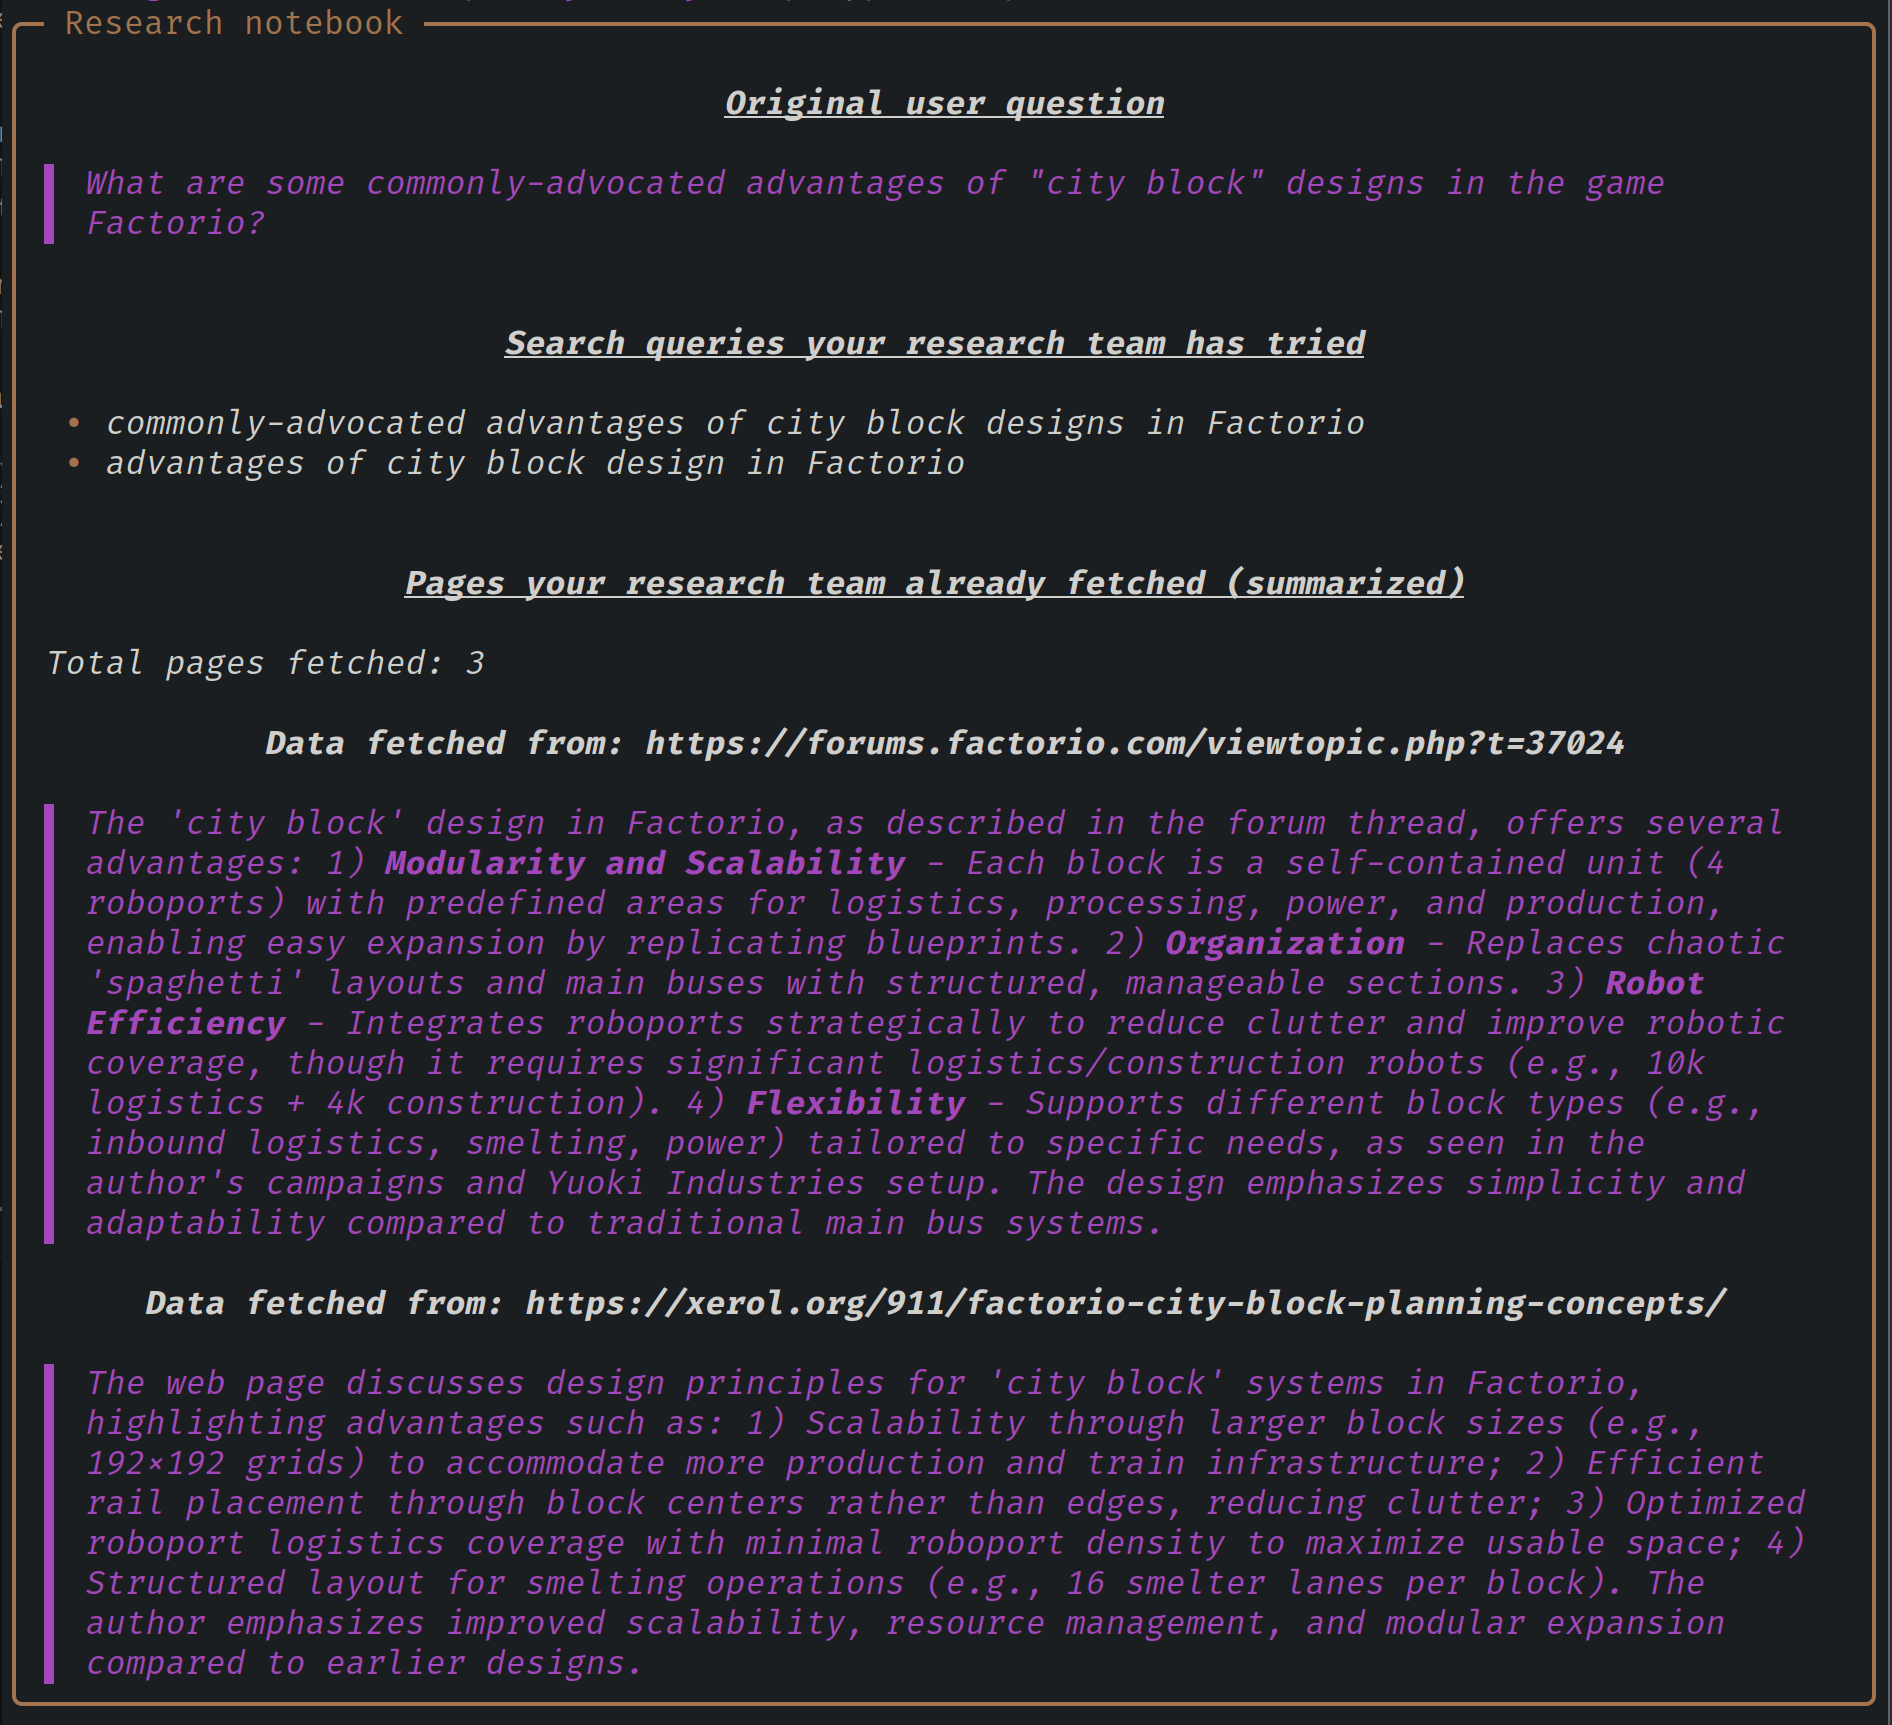 Research notebook
Original user question
What are some commonly-advocated advantages of "city block" designs in the game
Factorio?
Search queries your research team has tried
• commonly-advocated advantages of city block designs in Factorio
• advantages of city block design in Factorio
Pages your research team already fetched (summarized)
Total pages fetched: 3
Data fetched from: https://forums.factorio.com/viewtopic.php?t=37024
The 'city block' design in Factorio, as described in the forum thread, offers several
advantages: 1) Modularity and Scalability – Each block is a self-contained unit (4
roboports) with predefined areas for logistics, processing, power, and production,
enabling easy expansion by replicating blueprints. 2) Organization – Replaces chaotic
'spaghetti' layouts and main buses with structured, manageable sections. 3) Robot
Efficiency – Integrates roboports strategically to reduce clutter and improve robotic
coverage, though it requires significant logistics/construction robots (e.g., 10k
logistics + 4k construction). 4) Flexibility – Supports different block types (e.g.,
inbound logistics, smelting, power) tailored to specific needs, as seen in the
author's campaigns and Yuoki Industries setup. The design emphasizes simplicity and
adaptability compared to traditional main bus systems.
Data fetched from: https://xerol.org/911/factorio-city-block-planning-concepts/
The web page discusses design principles for 'city block' systems in Factorio,
highlighting advantages such as: 1) Scalability through larger block sizes (e.g.,
192×192 grids) to accommodate more production and train infrastructure; 2) Efficient
rail placement through block centers rather than edges, reducing clutter; 3) Optimized
roboport logistics coverage with minimal roboport density to maximize usable space; 4)
Structured layout for smelting operations (e.g., 16 smelter lanes per block). The
author emphasizes improved scalability, resource management, and modular expansion
compared to earlier designs.